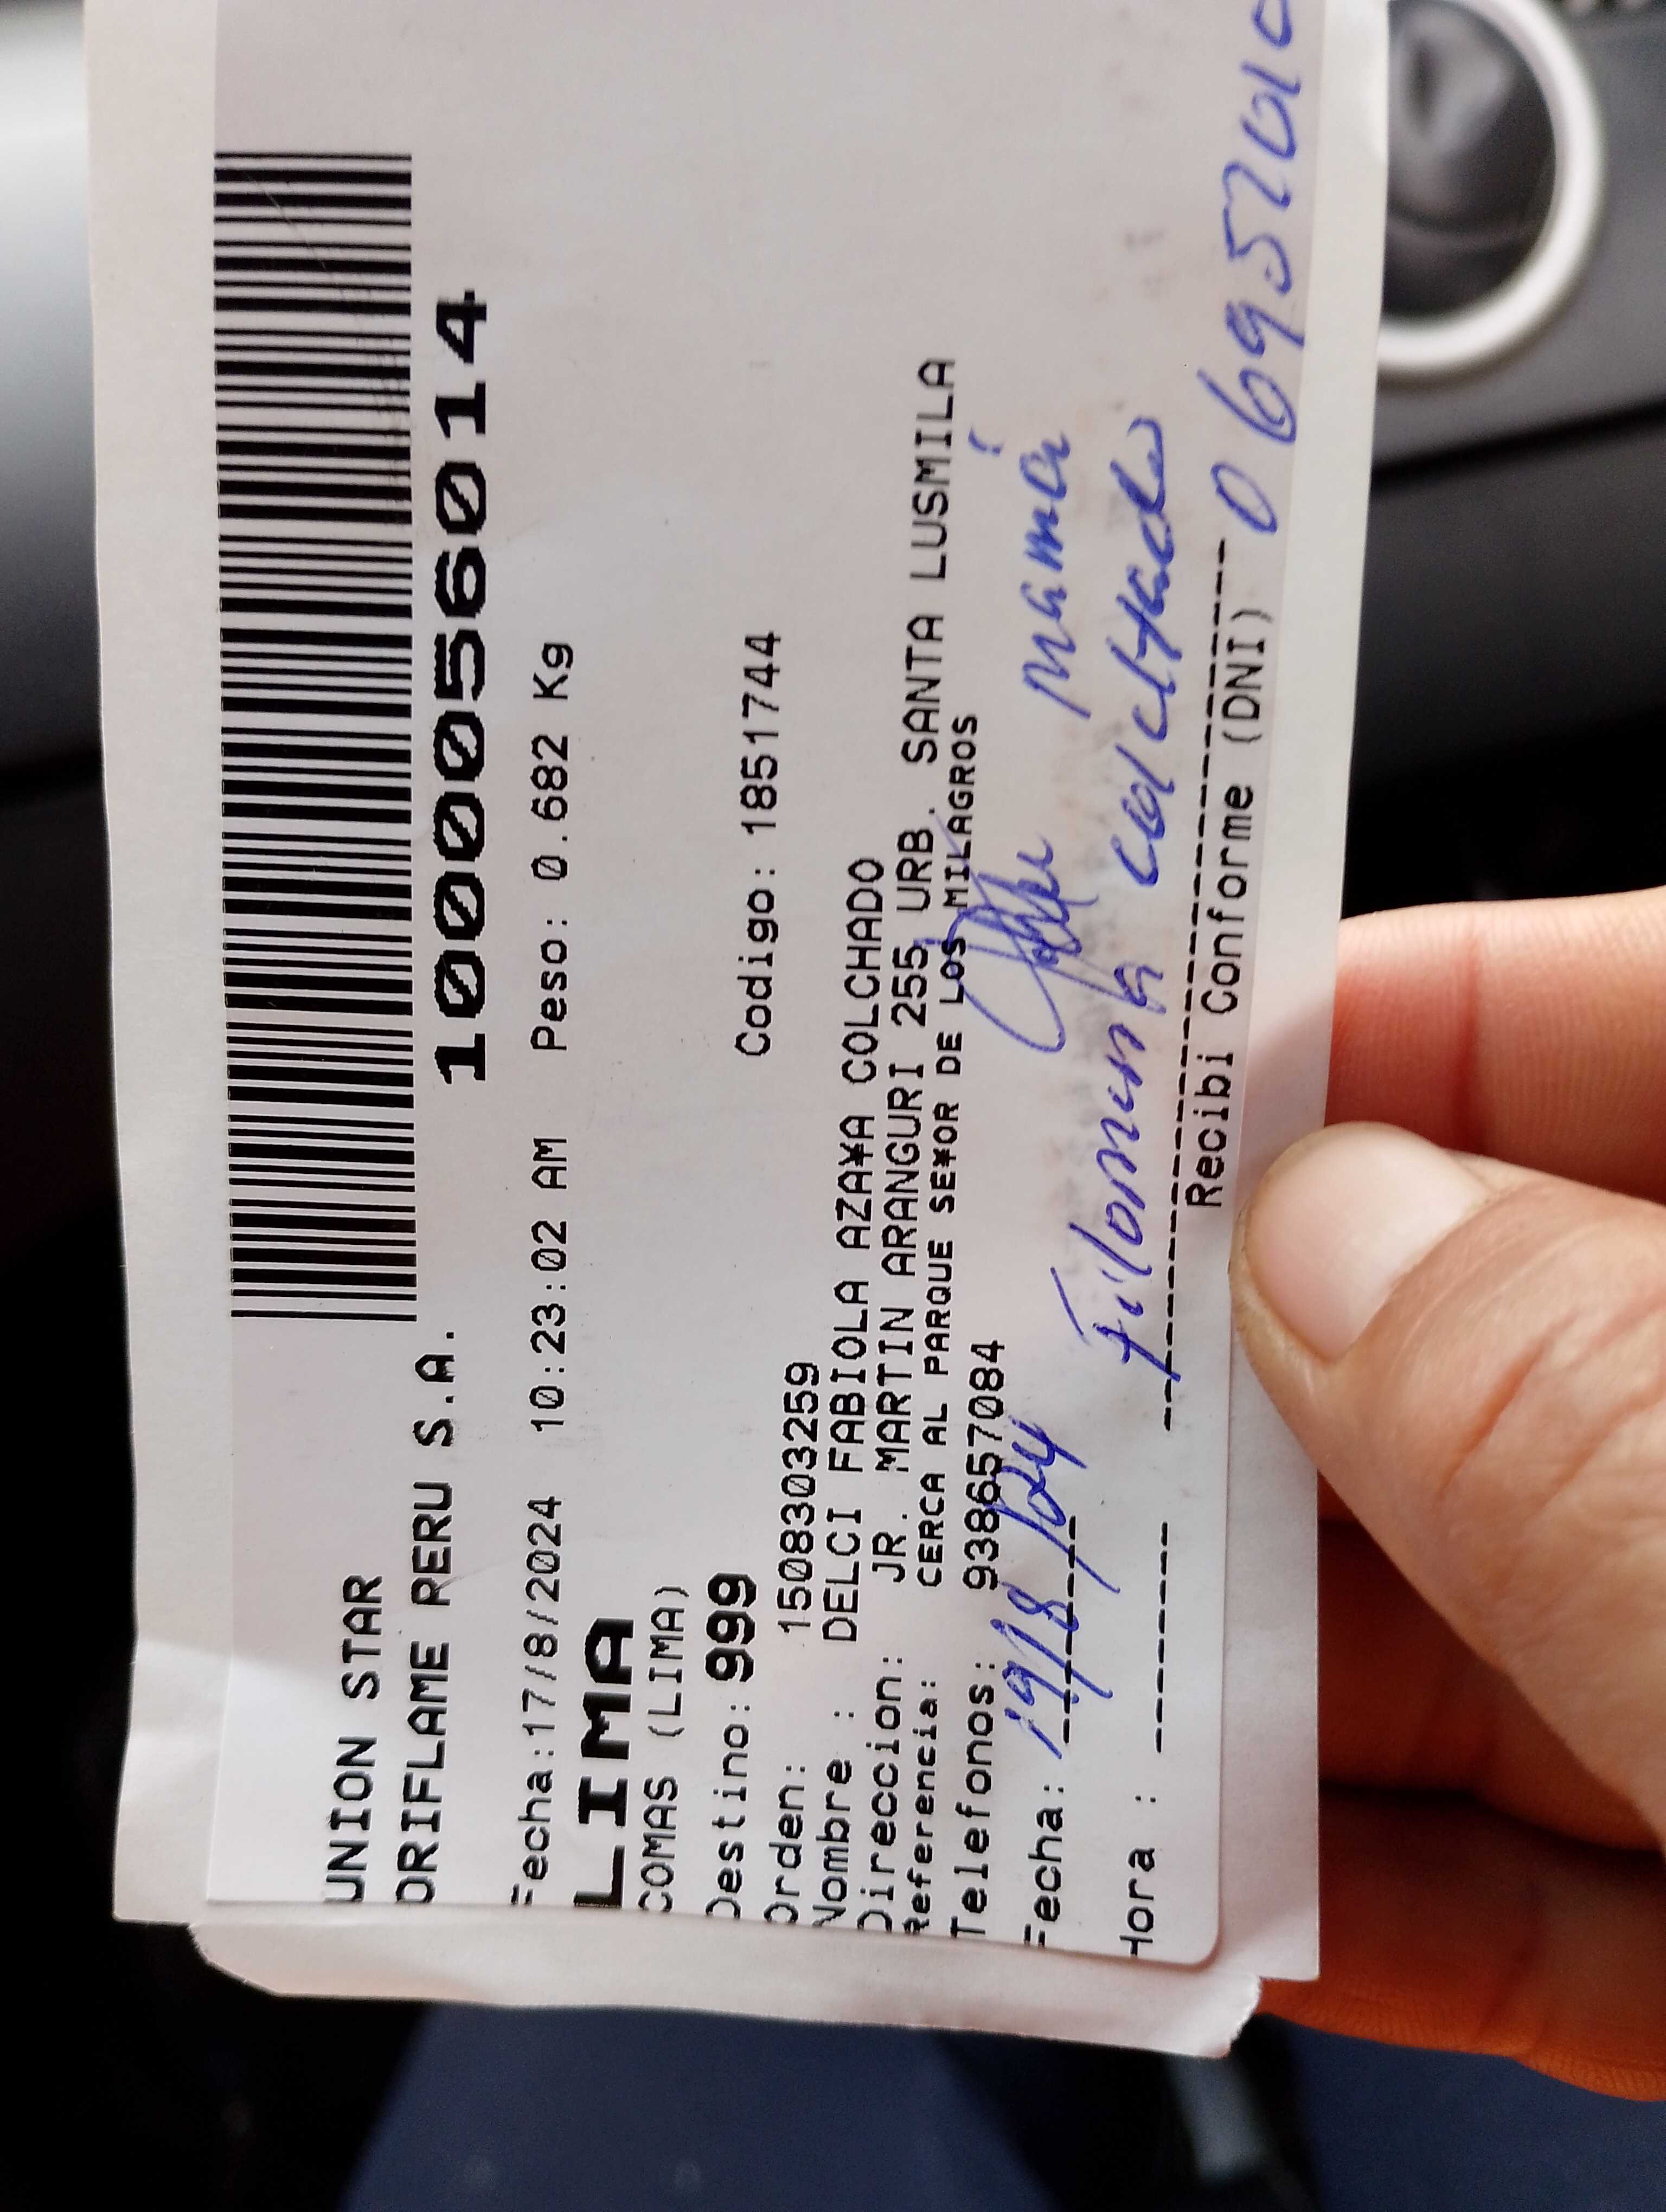 UNION STAR
ORIFLAME PERU S.A.
1000056014
Fecha:17/8/2024 10:23:02 AM Peso: 0.682 Kg
LIMA
COMAS (LIMA)
Destino: 999 Codigo: 1851744
Orden: 1508303259
Nombre : DELCI FABIOLA AZA¥A COLCHADO
Direccion: JR. MARTIN ARANGURI 255 URB. SANTA LUSMILA
Referencia: CERCA AL PARQUE SE¥OR DE LOS MILAGROS
Telefonos: 938657084
Fecha: 19/8/24 mamá
Hora : Filomena colchado
Recibi Conforme (DNI) 0695701